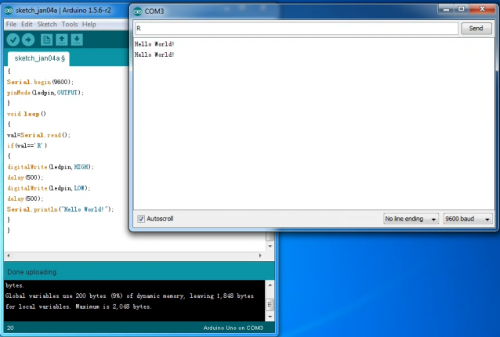 sketch_jan04a | Arduino 1.5.6-r2
File Edit Sketch Tools Help
sketch_jan04a §
{
Serial.begin(9600);
pinMode(ledpin,OUTPUT);
}
void loop()
{
val=Serial.read();
if(val=='R')
{
digitalWrite(ledpin,HIGH);
delay(500);
digitalWrite(ledpin,LOW);
delay(500);
Serial.println("Hello World!");
}
}
Done uploading
bytes.
Global variables use 200 bytes (9%) of dynamic memory, leaving 1,848 bytes
for local variables. Maximum is 2,048 bytes.
20
Arduino Uno on COM3
COM3
R
Send
Hello World!
Hello World!
Autoscroll
No line ending
9600 baud